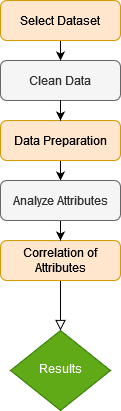 Select Dataset
Clean Data
Data Preparation
Analyze Attributes
Correlation of
Attributes
Results